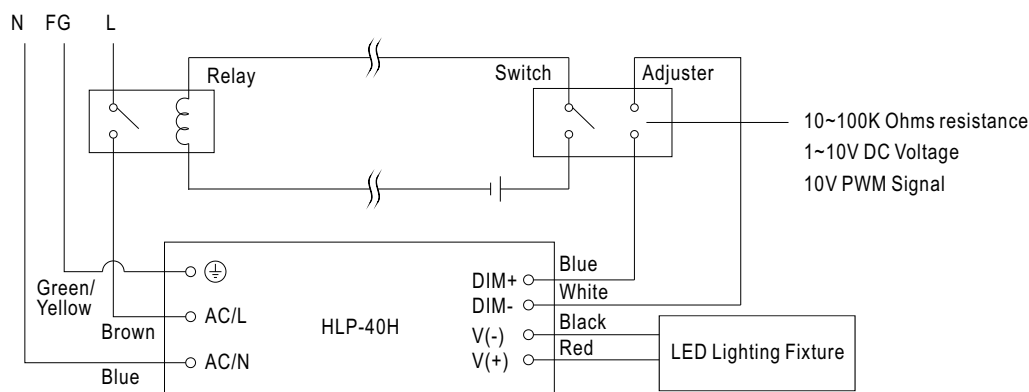 N FG L
Relay
Switch
Adjuster
10~100K Ohms resistance
1~10V DC Voltage
10V PWM Signal
Green/
Yellow
Brown
Blue
AC/L
AC/N
HLP-40H
DIM+
DIM-
V(-)
V(+)
Blue
White
Black
Red
LED Lighting Fixture